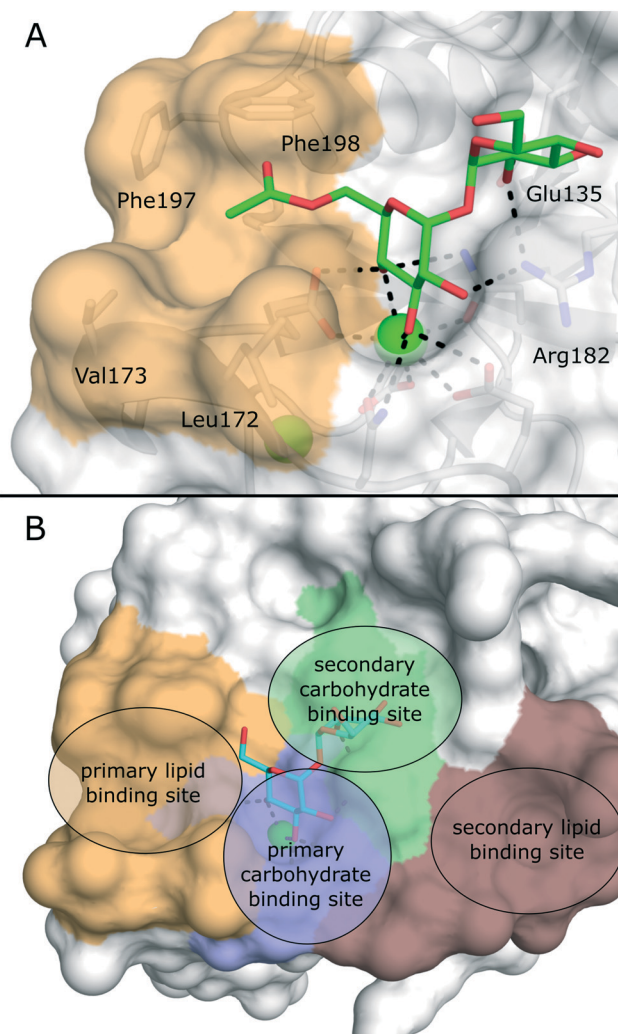 A
Phe198
Phe197
Glu135
Val173
Arg182
Leu172
B
secondary
carbohydrate
binding site
primary lipid
binding site
secondary lipid
binding site
primary
carbohydrate
binding site